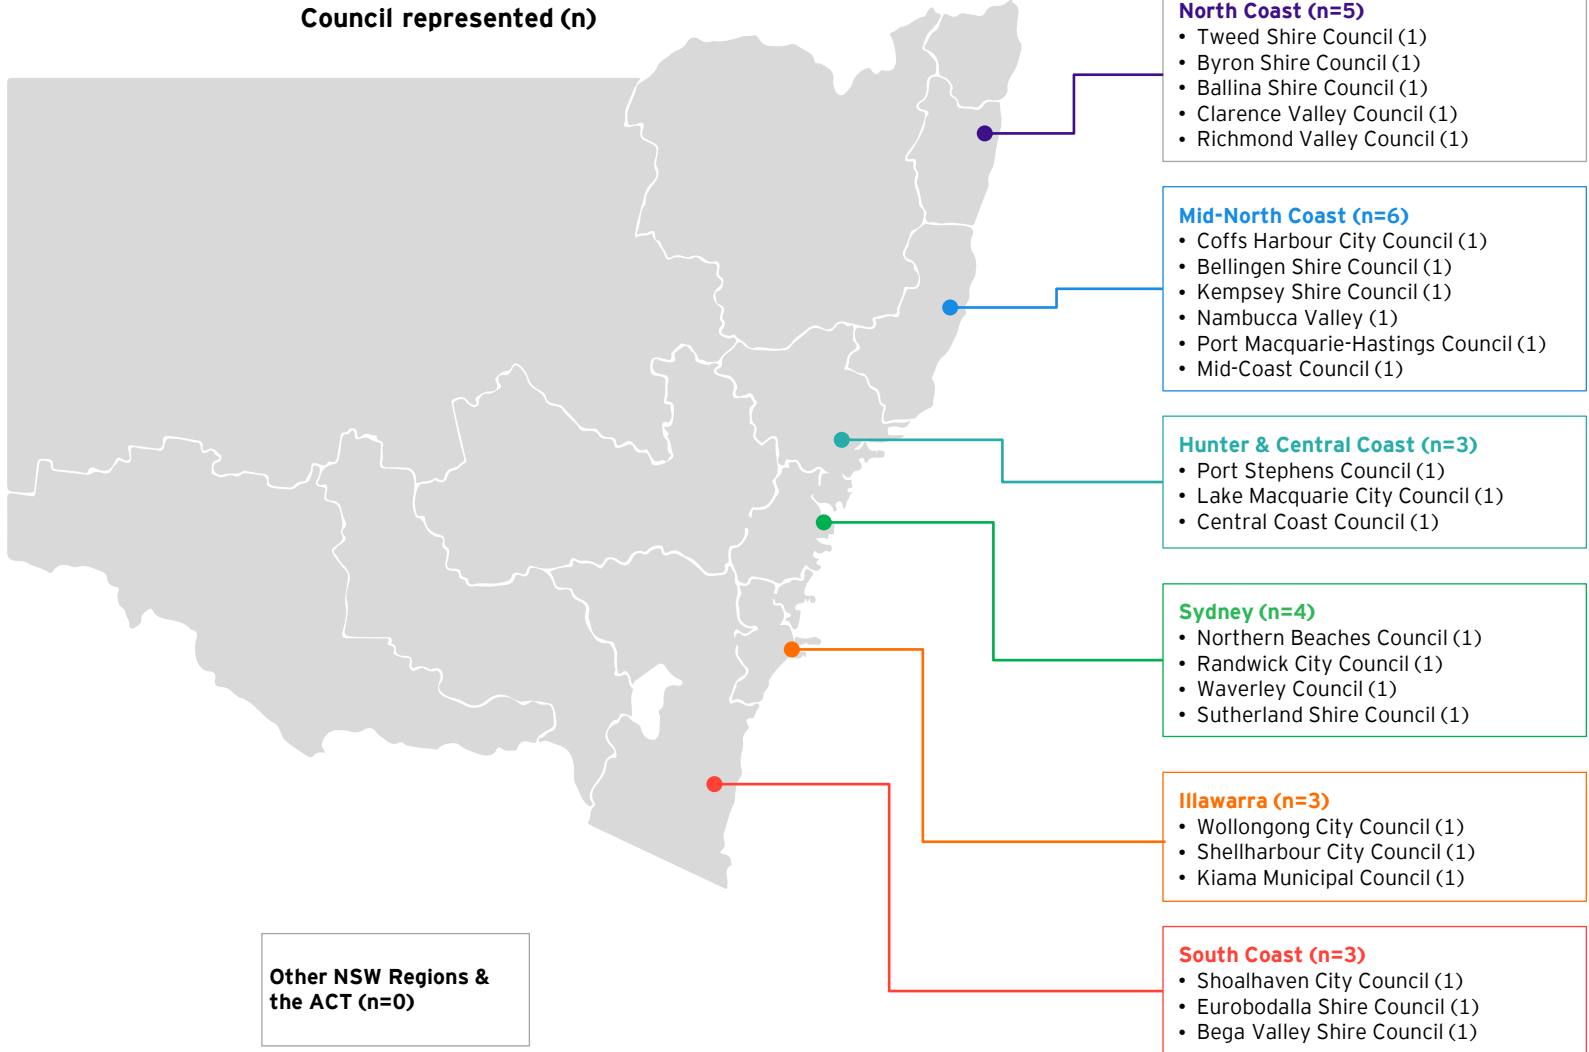 Council represented (n)
North Coast (n=5)
• Tweed Shire Council (1)
• Byron Shire Council (1)
• Ballina Shire Council (1)
• Clarence Valley Council (1)
• Richmond Valley Council (1)
Mid-North Coast (n=6)
• Coffs Harbour City Council (1)
• Bellingen Shire Council (1)
• Kempsey Shire Council (1)
• Nambucca Valley (1)
• Port Macquarie-Hastings Council (1)
• Mid-Coast Council (1)
Hunter & Central Coast (n=3)
• Port Stephens Council (1)
• Lake Macquarie City Council (1)
• Central Coast Council (1)
Sydney (n=4)
• Northern Beaches Council (1)
• Randwick City Council (1)
• Waverley Council (1)
• Sutherland Shire Council (1)
Illawarra (n=3)
• Wollongong City Council (1)
• Shellharbour City Council (1)
• Kiama Municipal Council (1)
South Coast (n=3)
• Shoalhaven City Council (1)
• Eurobodalla Shire Council (1)
• Bega Valley Shire Council (1)
Other NSW Regions &
the ACT (n=0)